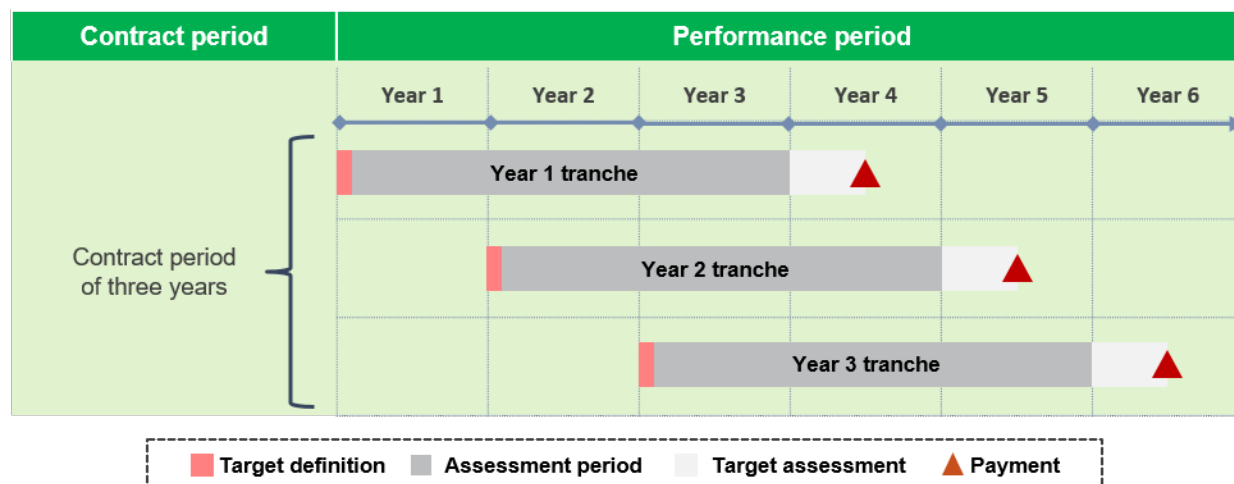 Contract period
Performance period
Year 1
Year 2
Year 3
Year 4
Year 5
Year 6
Year 1 tranche
Contract period
of three years
Year 2 tranche
Year 3 tranche
Target definition
Assessment period
Target assessment
Payment